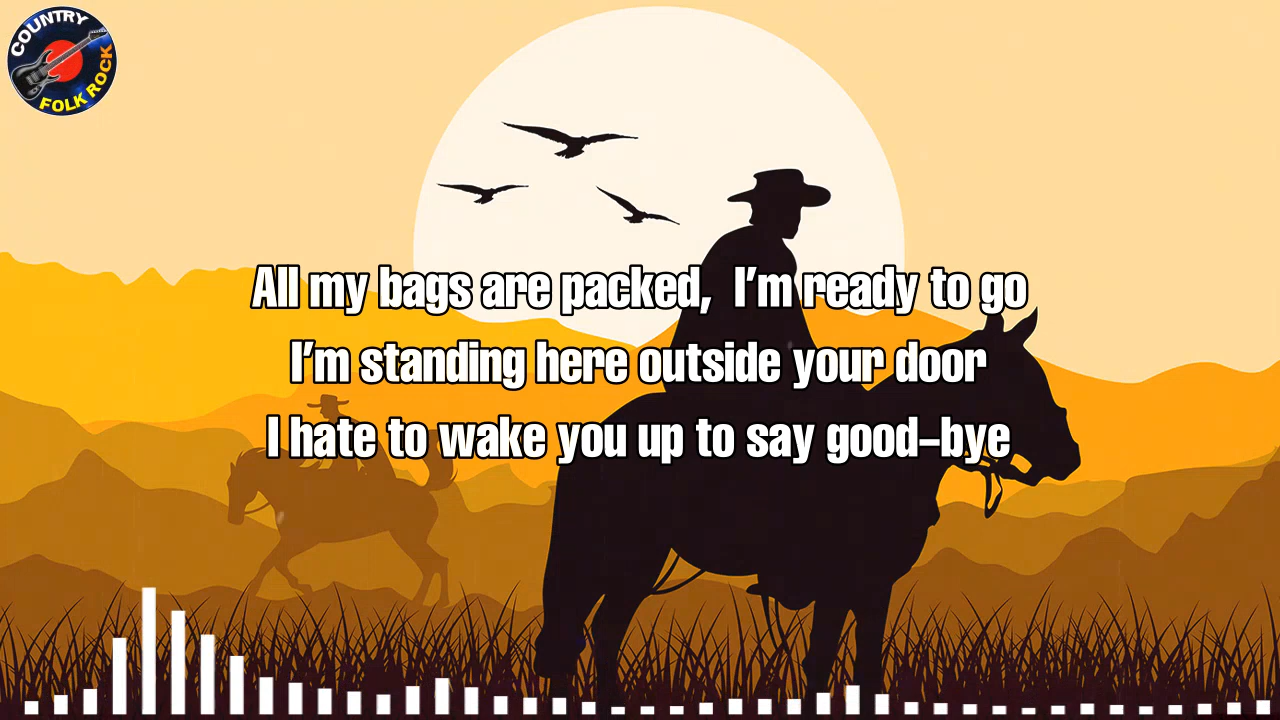 COUNTRY
FOLK ROCK
All my bags are packed, I'm ready to go
I'm standing here outside your door
I hate to wake you up to say good-bye